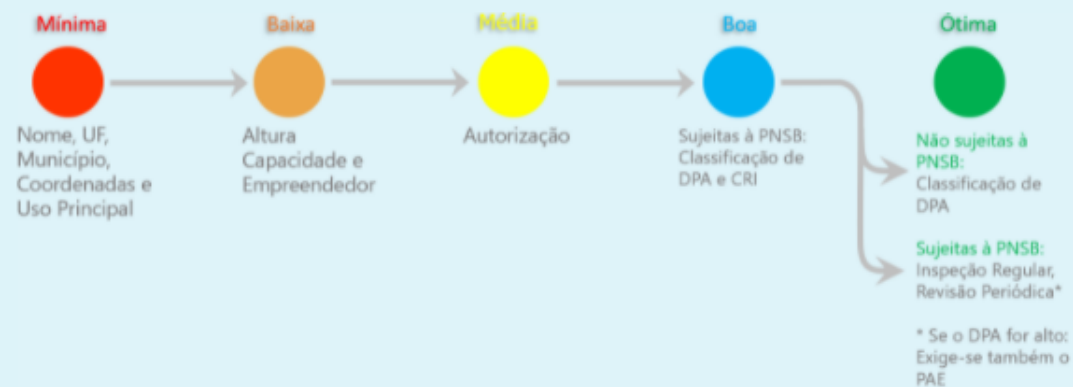 Mínima
Nome, UF,
Município,
Coordenadas e
Uso Principal
Baixa
Altura
Capacidade e
Empreendedor
Média
Autorização
Boa
Sujeitas à PNSB:
Classificação de
DPA e CRI
Ótima
Não sujeitas à
PNSB:
Classificação de
DPA
Sujeitas à PNSB:
Inspeção Regular,
Revisão Periódica*
* Se o DPA for alto:
Exige-se também o
PAE